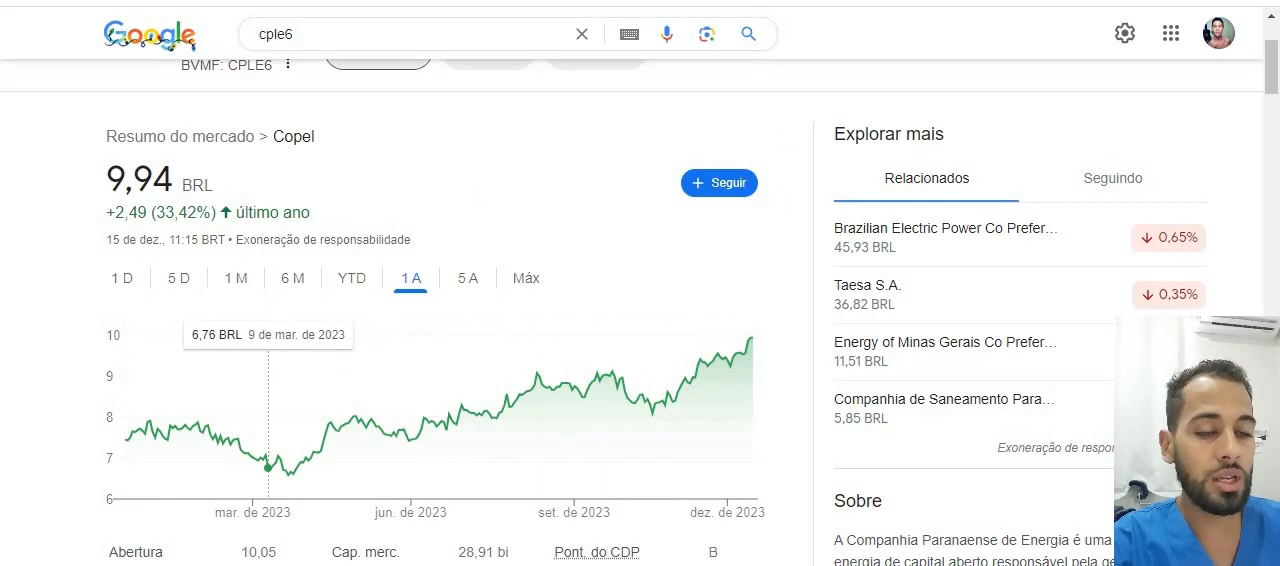 Google
cple6
BVMF: CPLE6
Resumo do mercado > Copel
9,94 BRL
+ Seguir
+2,49 (33,42%) ↑ último ano
15 de dez., 11:15 BRT • Exoneração de responsabilidade
1 D 5 D 1 M 6 M YTD 1 A 5 A Máx
6,76 BRL 9 de mar. de 2023
10
9
8
7
6
mar. de 2023 jun. de 2023 set. de 2023 dez. de 2023
Abertura 10,05 Cap. merc. 28,91 bi Pont. do CDP B
Explorar mais
Relacionados Seguindo
Brazilian Electric Power Co Prefer…
45,93 BRL
↓ 0,65%
Taesa S.A.
36,82 BRL
↓ 0,35%
Energy of Minas Gerais Co Prefer…
11,51 BRL
Companhia de Saneamento Para…
5,85 BRL
Exoneração de respor
Sobre
A Companhia Paranaense de Energia é uma
energia de capital aberto responsável pela ge